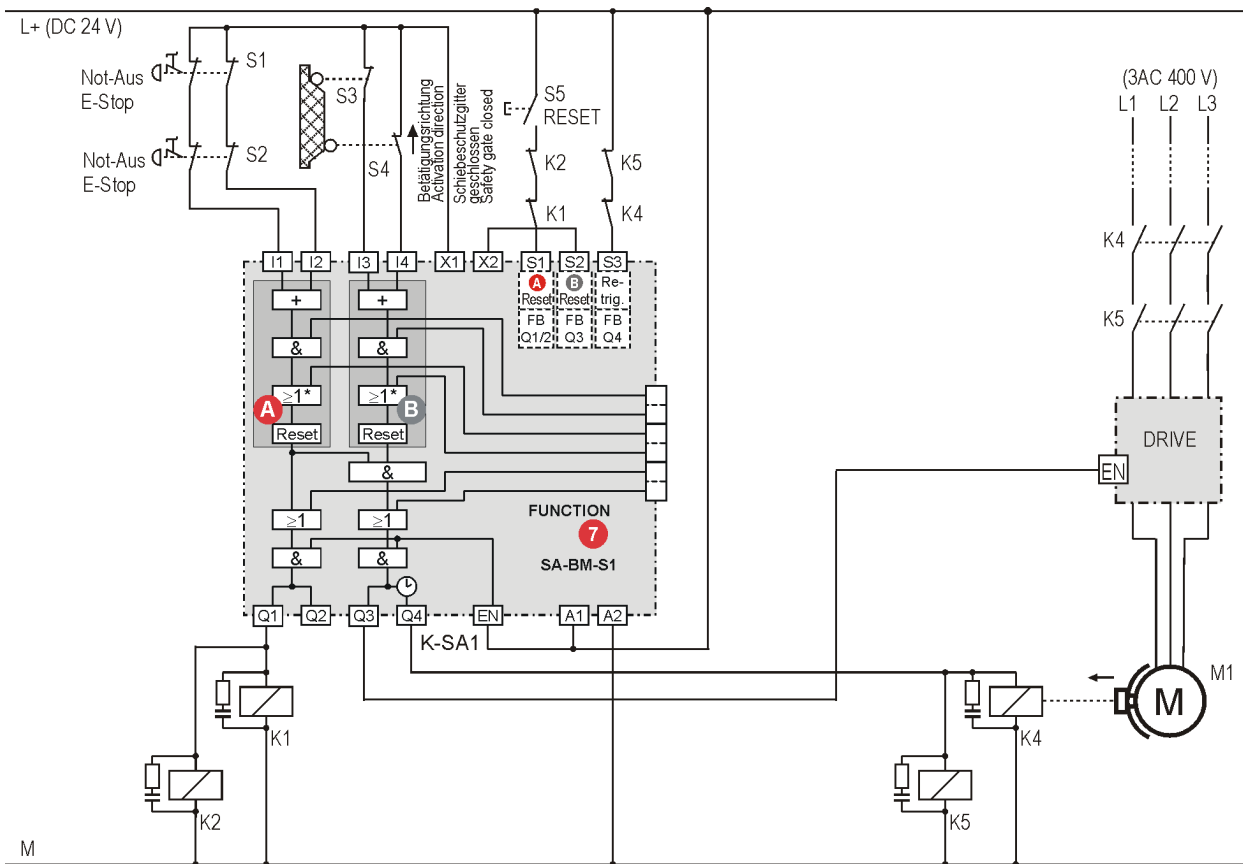 L+ (DC 24 V)
Not-Aus
E-Stop
S1
Not-Aus
E-Stop
S2
S3
S4
Betätigungsrichtung
Activation direction
Schiebeschutzgitter
geschlossen
Safety gate closed
S5
RESET
K2
K1
K5
K4
(3AC 400 V)
L1 L2 L3
K4
K5
I1 I2 I3 I4 X1 X2 S1 S2 S3
A
Reset
FB
Q1/2
B
Reset
FB
Q3
Re-
trig.
FB
Q4
+ +
& &
≥1* ≥1*
A B
Reset Reset
&
≥1 ≥1
& &
FUNCTION
7
SA-BM-S1
DRIVE
EN
Q1 Q2 Q3 Q4 EN A1 A2
K-SA1
K1
K2
K4
K5
M
M1
M